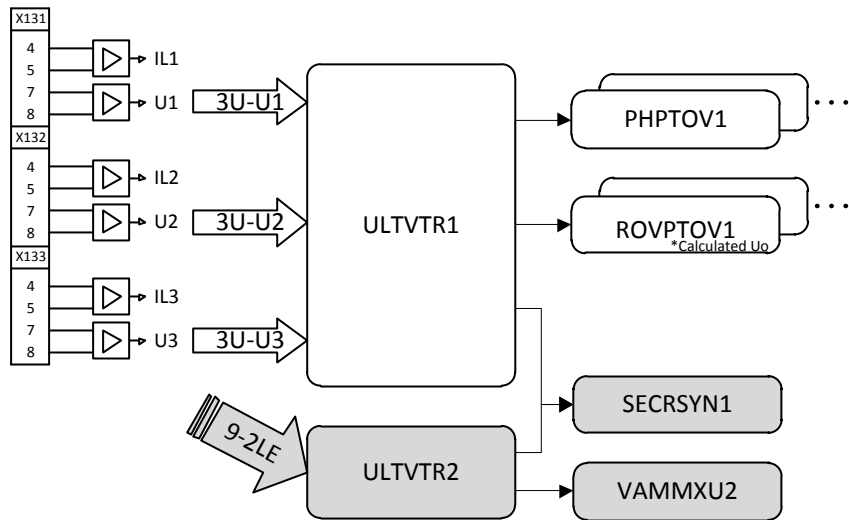 X131
4
5
7
8
IL1
U1
3U-U1
X132
4
5
7
8
IL2
U2
3U-U2
X133
4
5
7
8
IL3
U3
3U-U3
9-2LE
ULTVTR1
ULTVTR2
PHPTOV1
...
ROVPTOV1
*Calculated Uo
...
SECRSYN1
VAMMXU2